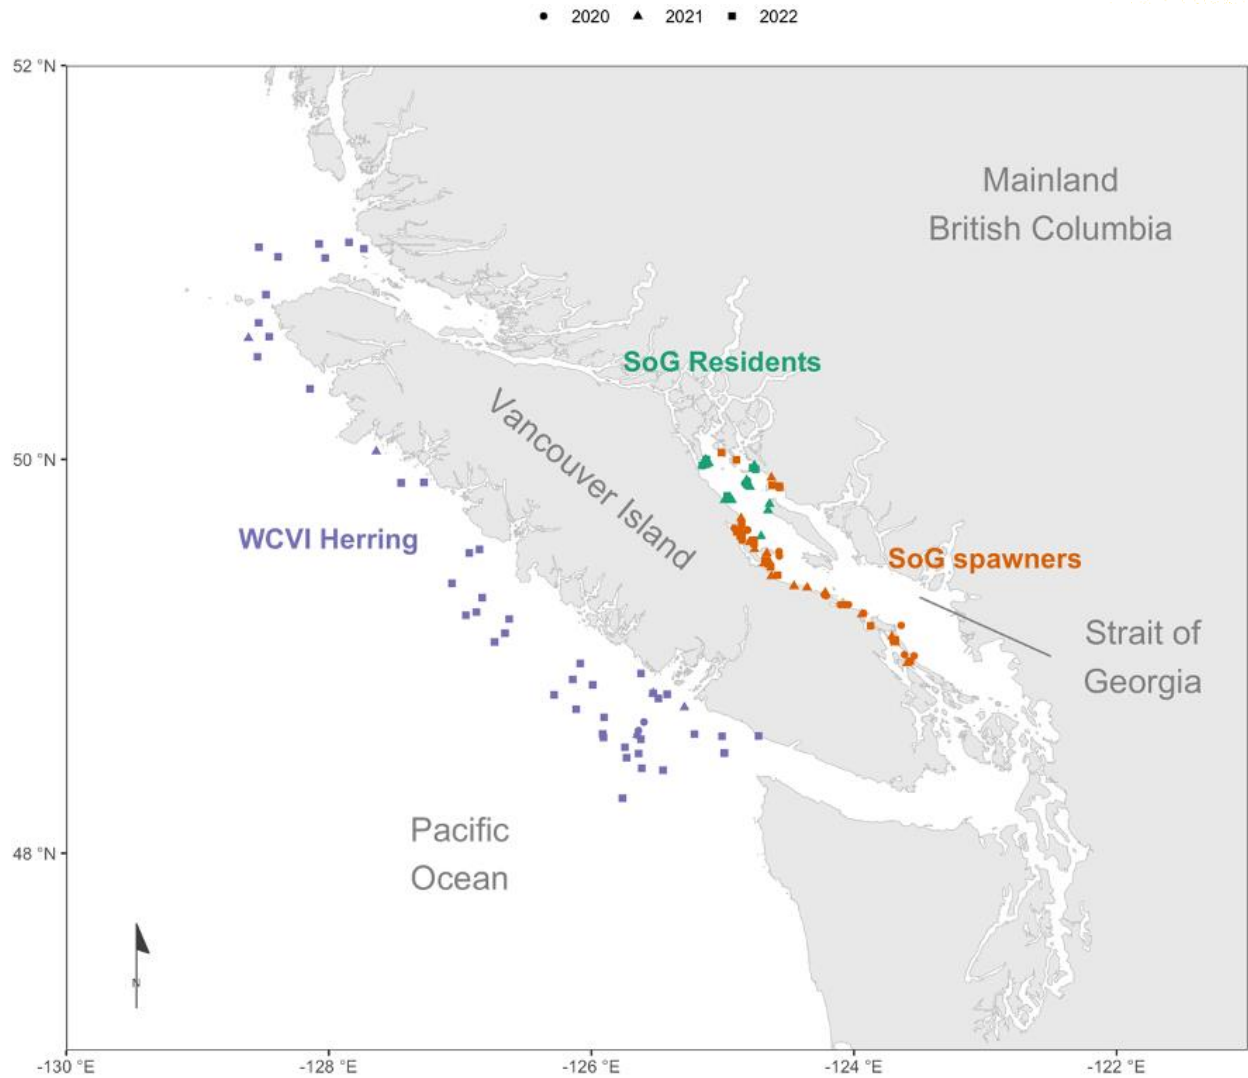 2020 2021 2022
52 °N
Mainland
British Columbia
SoG Residents
Vancouver Island
50 °N
WCVI Herring
SoG spawners
Strait of
Georgia
Pacific
Ocean
48 °N
N
-130 °E -128 °E -126 °E -124 °E -122 °E